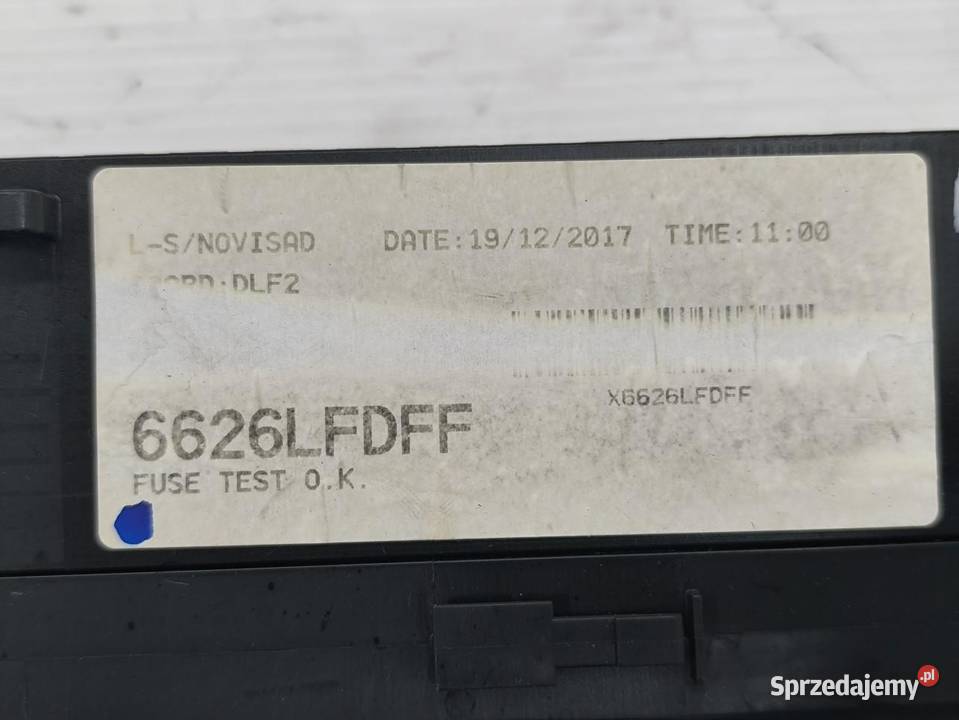 L-S/NOVISAD DATE:19/12/2017 TIME:11:00
DLF2
X6626LFDFF
6626LFDFF
FUSE TEST O.K.
Sprzedajemy.pl